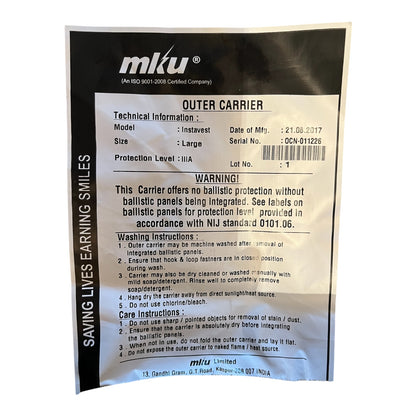 mku®
(An ISO 9001-2008 Certified Company)
SAVING LIVES EARNING SMILES
OUTER CARRIER
Technical Information :
Model : Instavest Date of Mfg. : 21.08.2017
Size : Large Serial No. : OCN-011226
Protection Level : IIIA Lot No. : 1
WARNING!
This Carrier offers no ballistic protection without
ballistic panels being integrated. See labels on
ballistic panels for protection level provided in
accordance with NIJ standard 0101.06.
Washing Instructions :
1 . Outer carrier may be machine washed after removal of
integrated ballistic panels.
2 . Ensure that hook & loop fasteners are in closed position
during wash.
3 . Carrier may also be dry cleaned or washed manually with
mild soap/detergent. Rinse well to completely remove
soap/detergent.
4 . Hang dry the carrier away from direct sunlight/heat source.
5 . Do not use chlorine/bleach.
Care Instructions :
1 . Do not use sharp / pointed objects for removal of stain / dust.
2 . Ensure that the carrier is absolutely dry before integrating
the ballistic panels.
3 . When not in use, do not fold the outer carrier and lay it flat.
4 . Do not expose the outer carrier to naked flame / heat source.
mku Limited
13, Gandhi Gram, G.T Road, Kanpur-228 007 INDIA